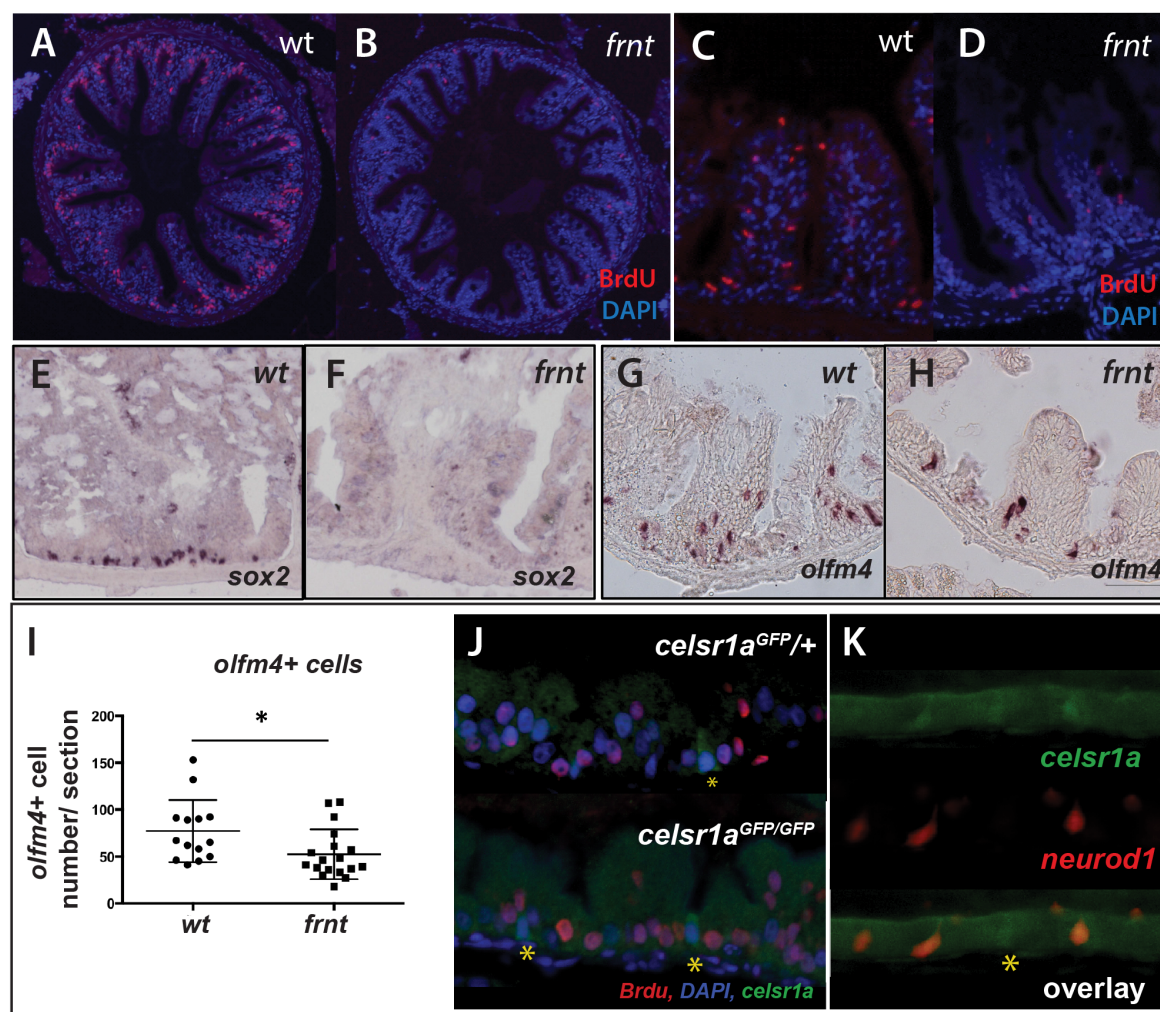 A
wt
B
frnt
BrdU
DAPI
C
wt
D
frnt
BrdU
DAPI
E
wt
sox2
F
frnt
sox2
G
wt
olfm4
H
frnt
olfm4
I
olfm4+ cells
*
olfm4+ cell
number/ section
200
150
100
50
0
wt
frnt
J
celsr1aGFP/+
*
celsr1aGFP/GFP
*
*
Brdu, DAPI, celsr1a
K
celsr1a
neurod1
*
overlay